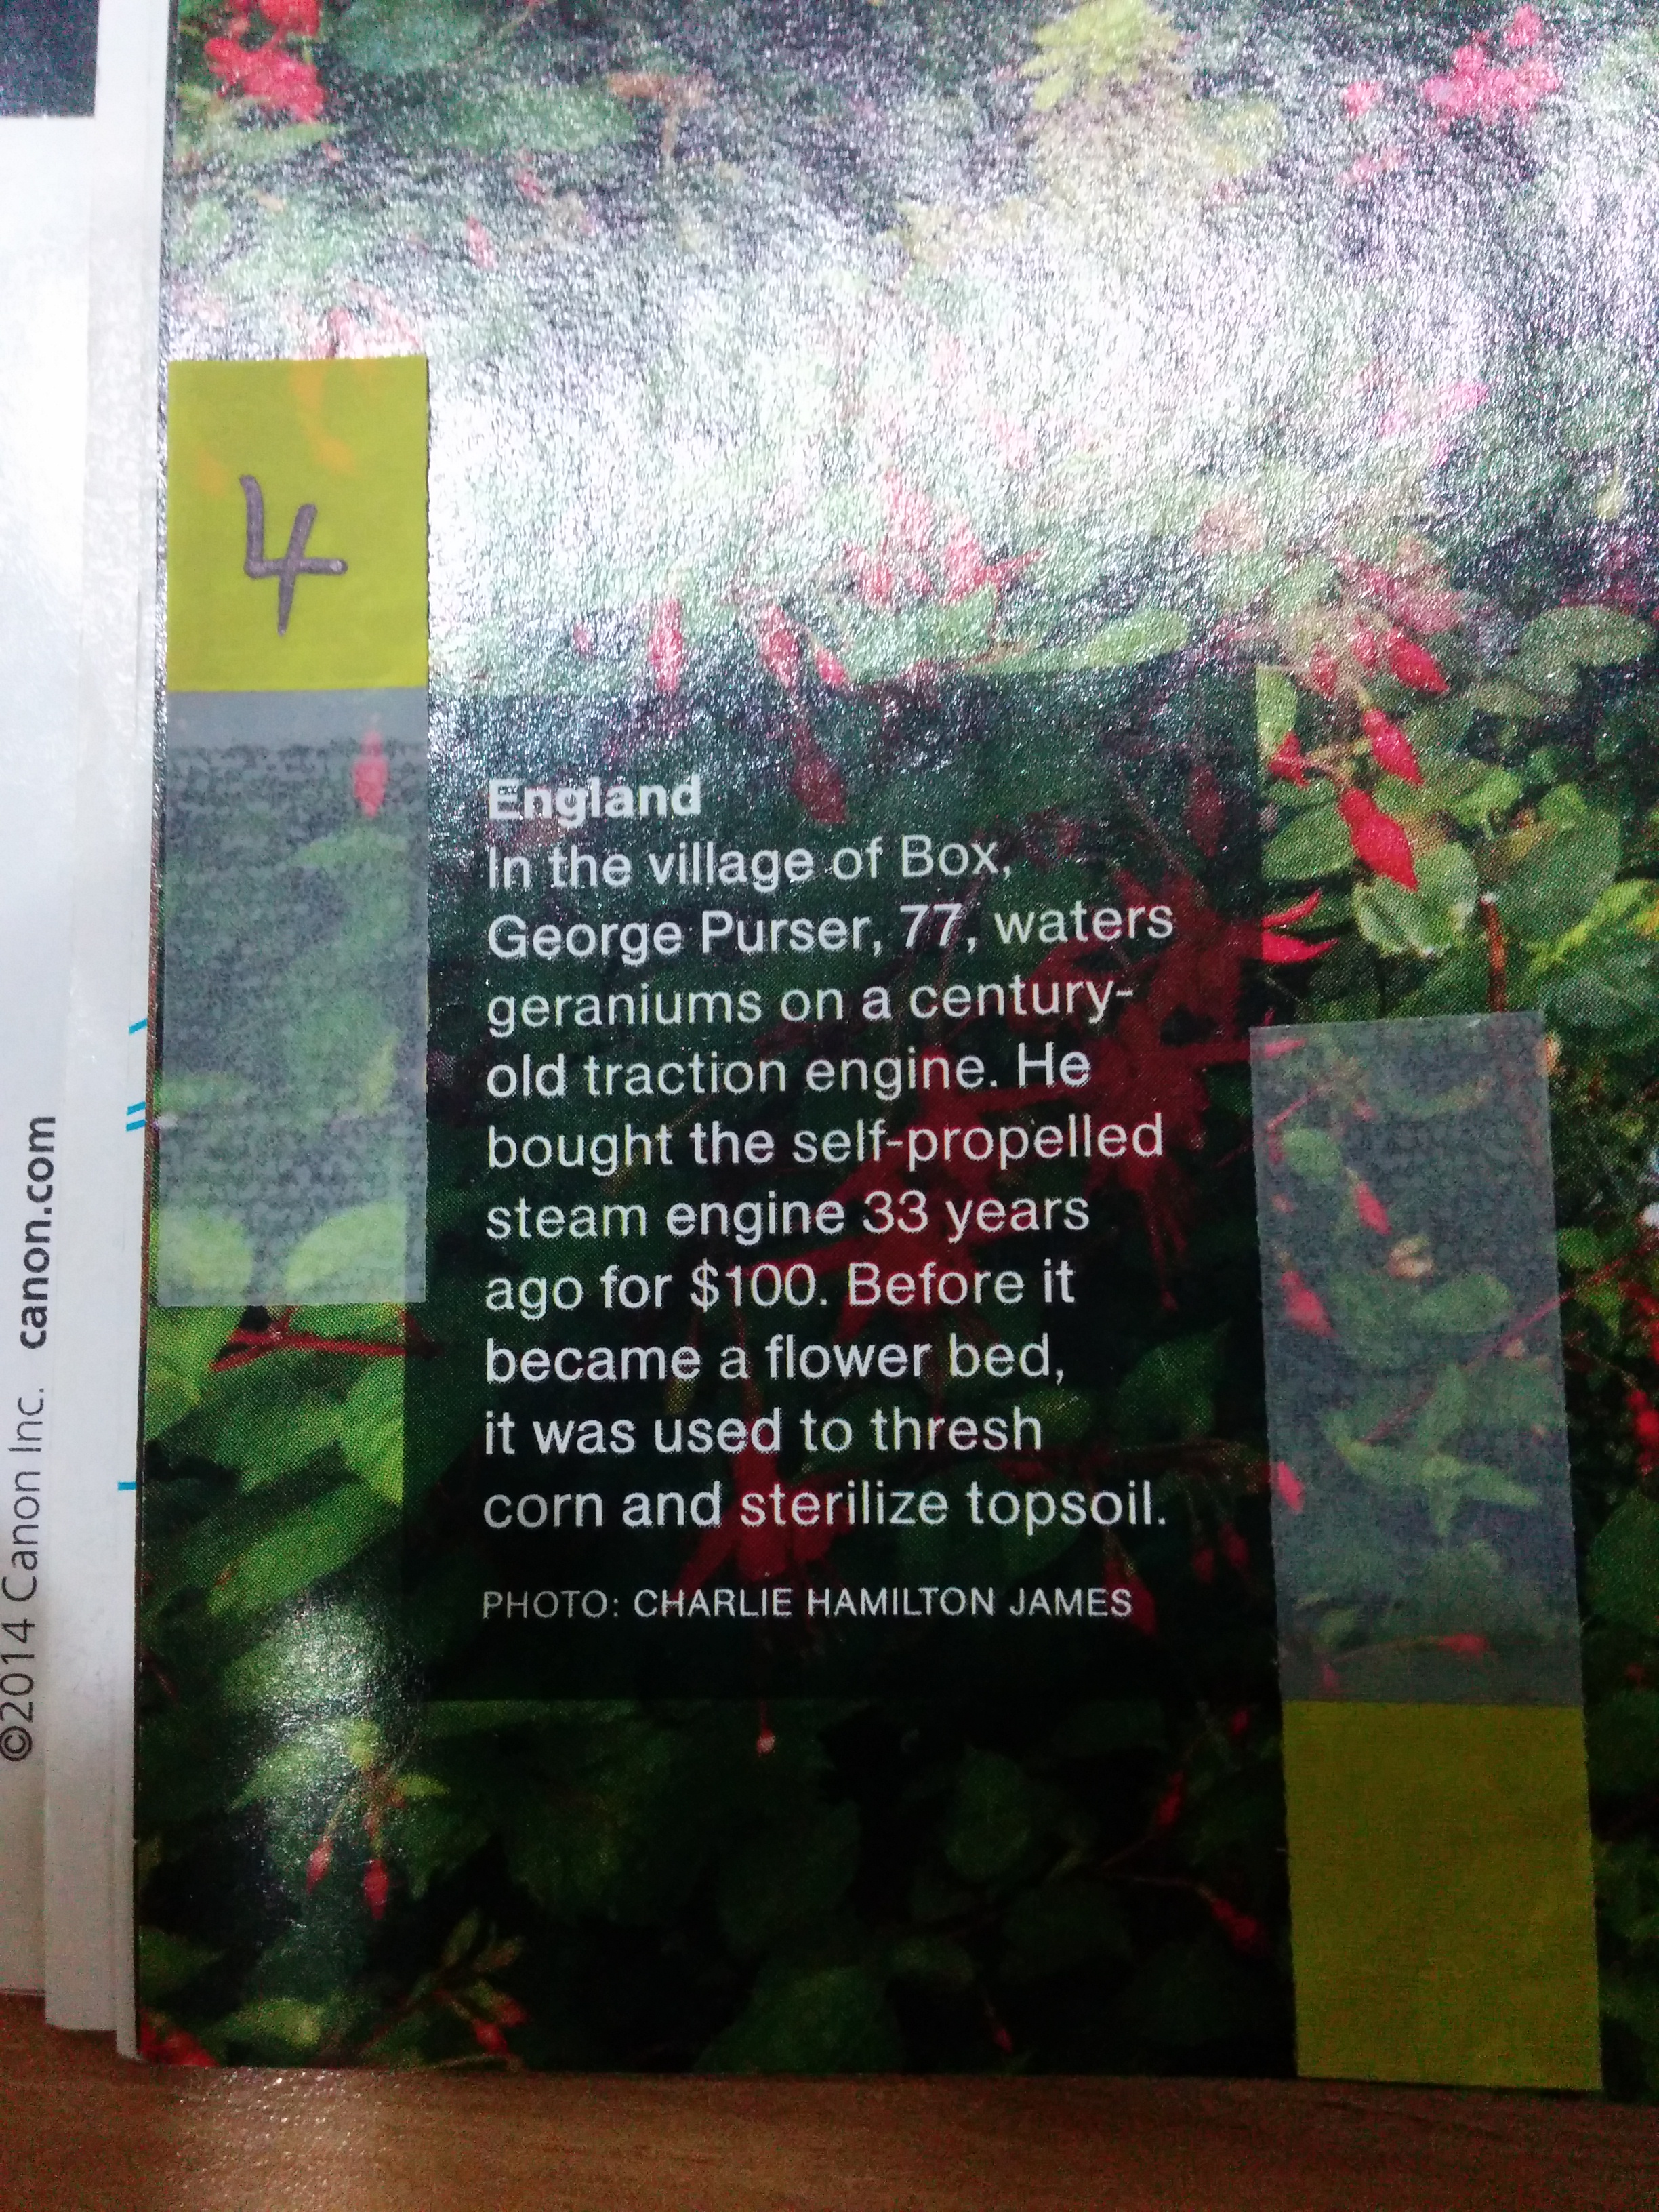 4
England
In the village of Box,
George Purser, 77, waters
geraniums on a century-
old traction engine. He
bought the self-propelled
steam engine 33 years
ago for $100. Before it
became a flower bed,
it was used to thresh
corn and sterilize topsoil.
PHOTO: CHARLIE HAMILTON JAMES
©2014 Canon Inc. canon.com